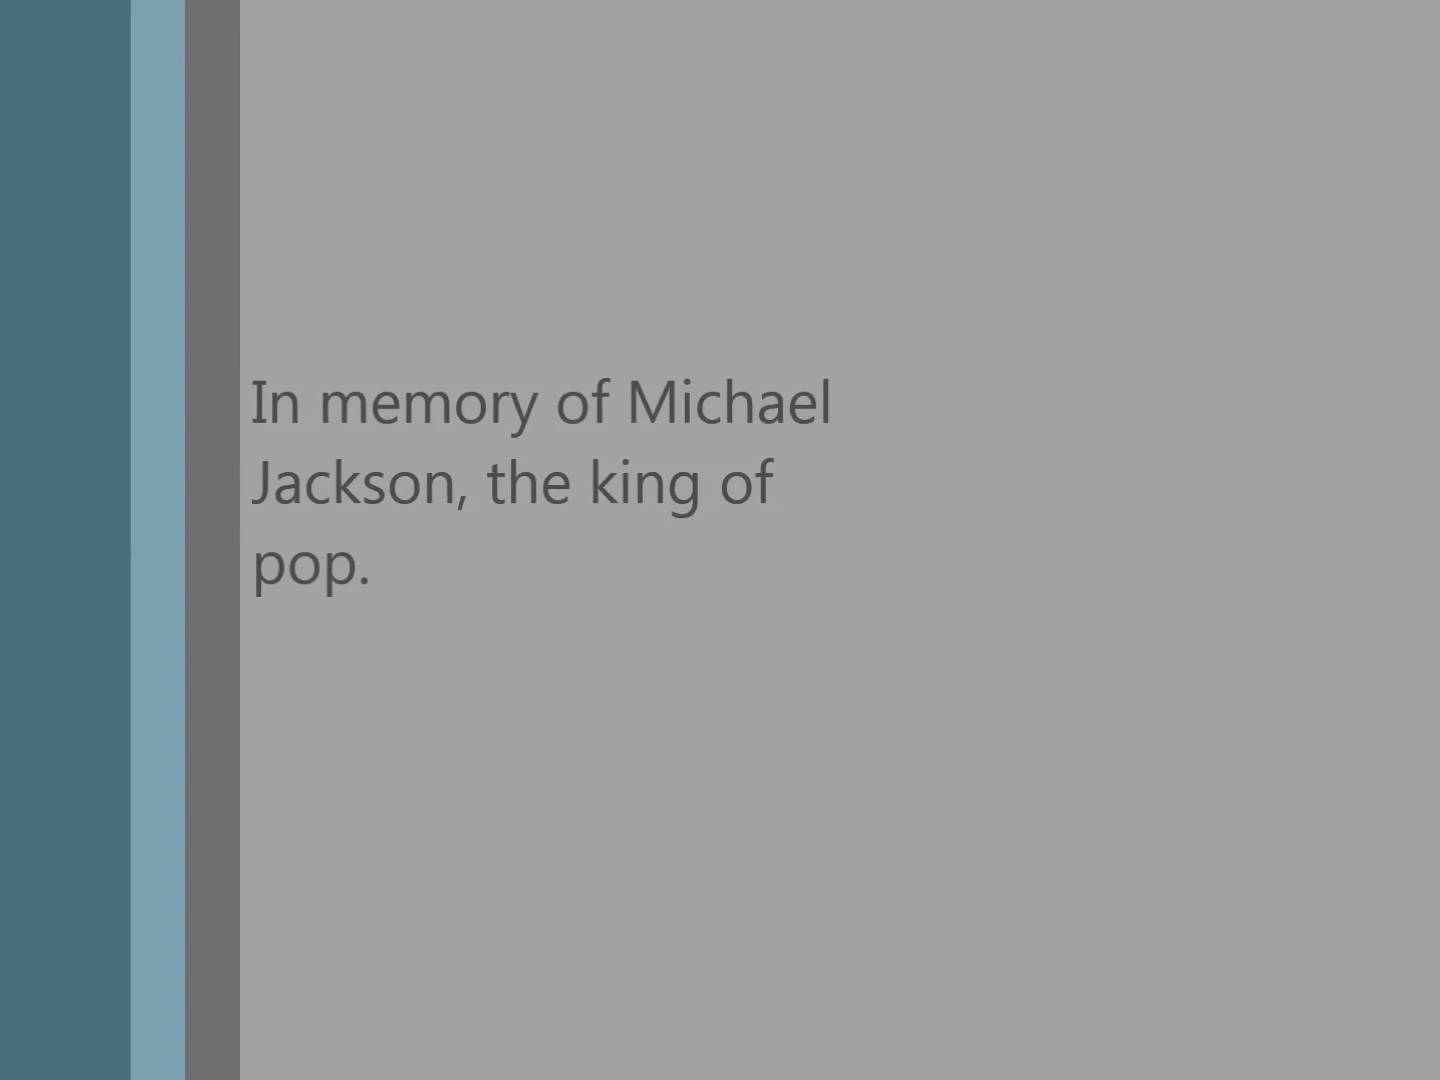 In memory of Michael
Jackson, the king of
pop.